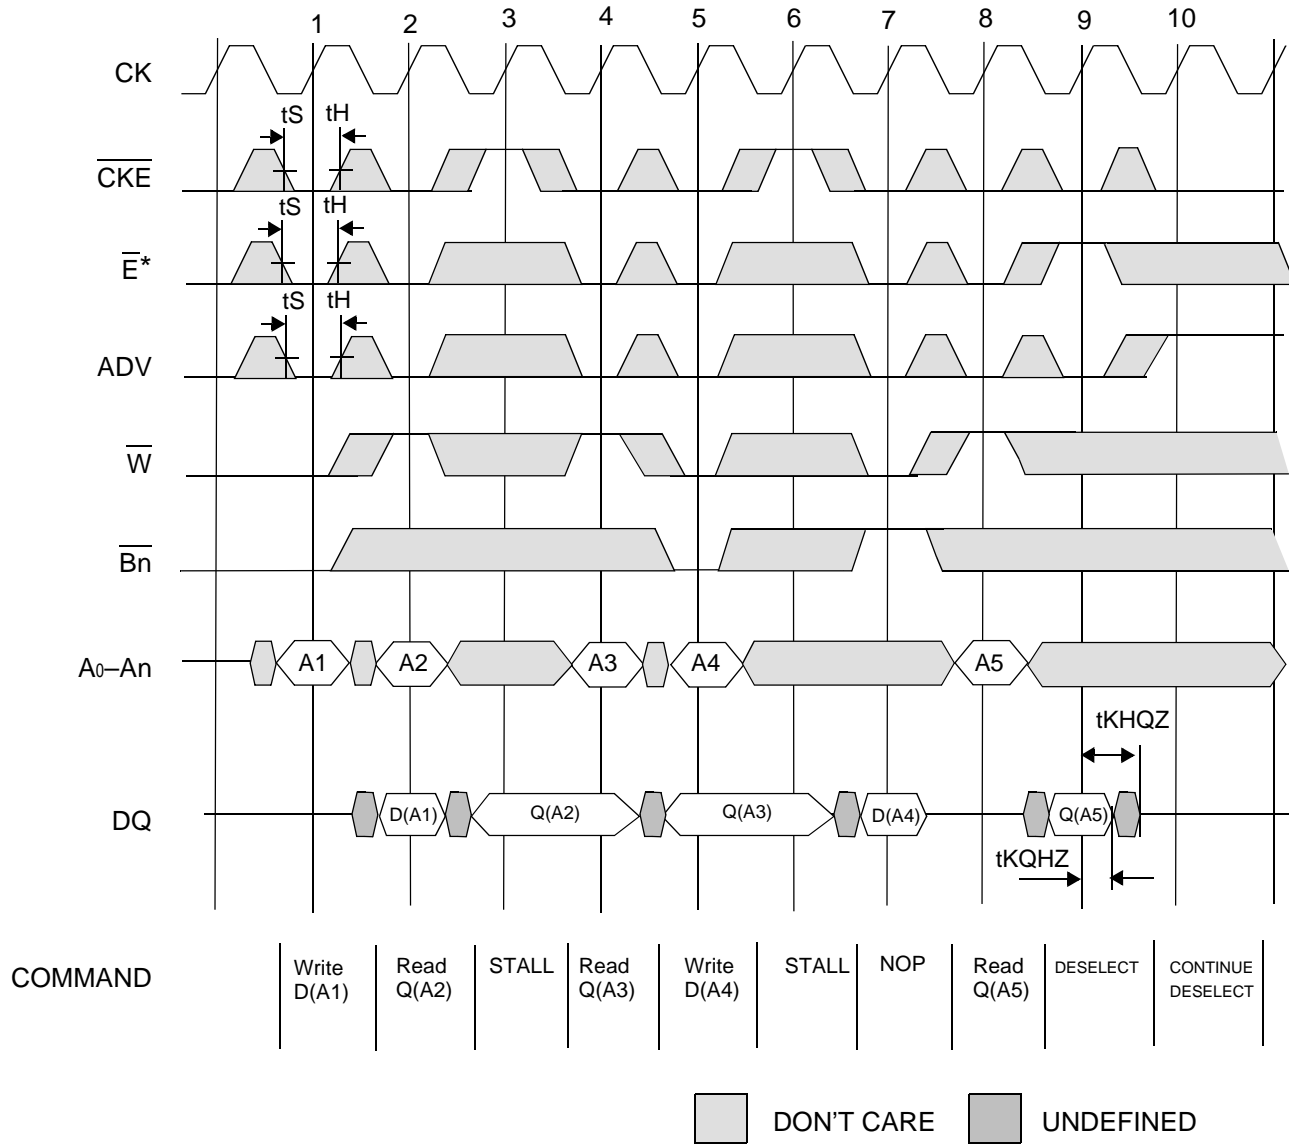 1 2 3 4 5 6 7 8 9 10
CK
tS tH
CKE
tS tH
E*
tS tH
ADV
W
Bn
A0–An A1 A2 A3 A4 A5
tKHQZ
DQ D(A1) Q(A2) Q(A3) D(A4) Q(A5)
tKQHZ
COMMAND
Write
D(A1)
Read
Q(A2)
STALL
Read
Q(A3)
Write
D(A4)
STALL
NOP
Read
Q(A5)
DESELECT
CONTINUE
DESELECT
DON'T CARE UNDEFINED